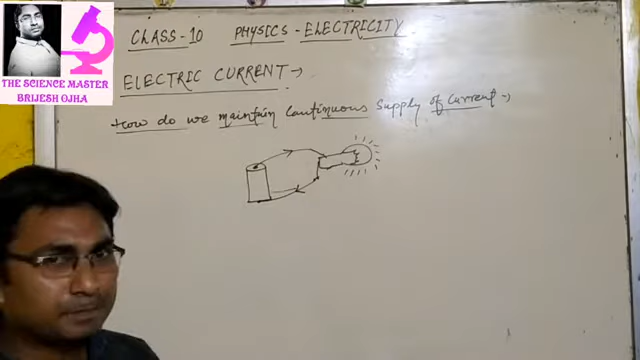 CLASS-10 PHYSICS - ELECTRICITY
THE SCIENCE MASTER
BRIJESH OJHA
ELECTRIC CURRENT →
How do we maintain Continuous Supply of Current →